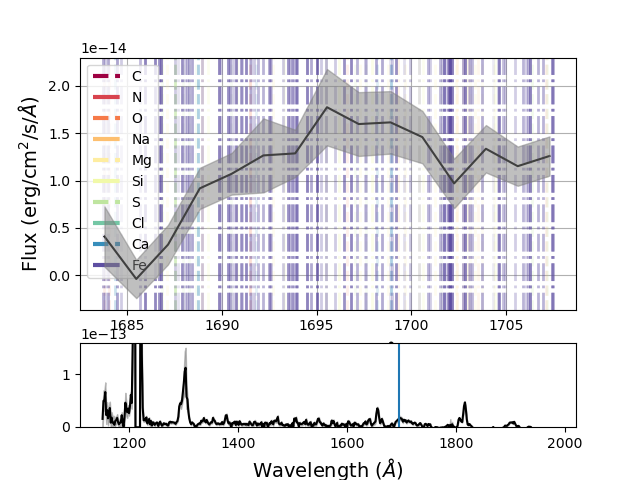 1e−14
2.0
1.5
1.0
0.5
0.0
Flux (erg/cm²/s/Å)
C
N
O
Na
Mg
Si
S
Cl
Ca
Fe
1685 1690 1695 1700 1705
1e−13
1
0
1200 1400 1600 1800 2000
Wavelength (Å)